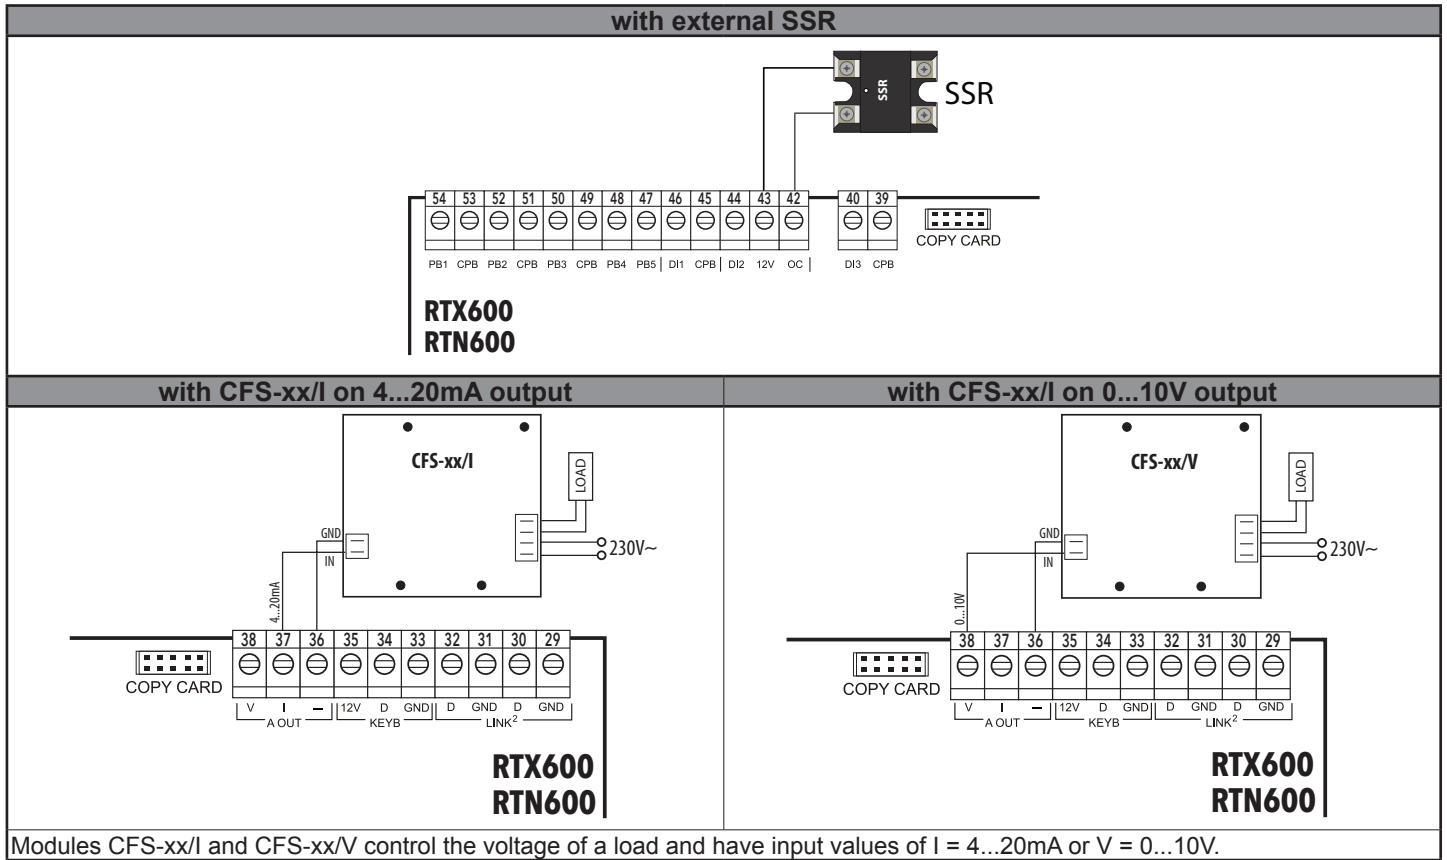 with external SSR
SSR
SSR
54 53 52 51 50 49 48 47 46 45 44 43 42 40 39
COPY CARD
PB1 CPB PB2 CPB PB3 CPB PB4 PB5 DI1 CPB DI2 12V OC DI3 CPB
RTX600
RTN600
with CFS-xx/I on 4...20mA output
CFS-xx/I
LOAD
GND
IN
230V~
4...20mA
38 37 36 35 34 33 32 31 30 29
COPY CARD
V I – 12V D GND D GND D GND
A OUT KEYB LINK²
RTX600
RTN600
with CFS-xx/I on 0...10V output
CFS-xx/V
LOAD
GND
IN
230V~
0...10V
38 37 36 35 34 33 32 31 30 29
COPY CARD
V I – 12V D GND D GND D GND
A OUT KEYB LINK²
RTX600
RTN600
Modules CFS-xx/I and CFS-xx/V control the voltage of a load and have input values of I = 4...20mA or V = 0...10V.